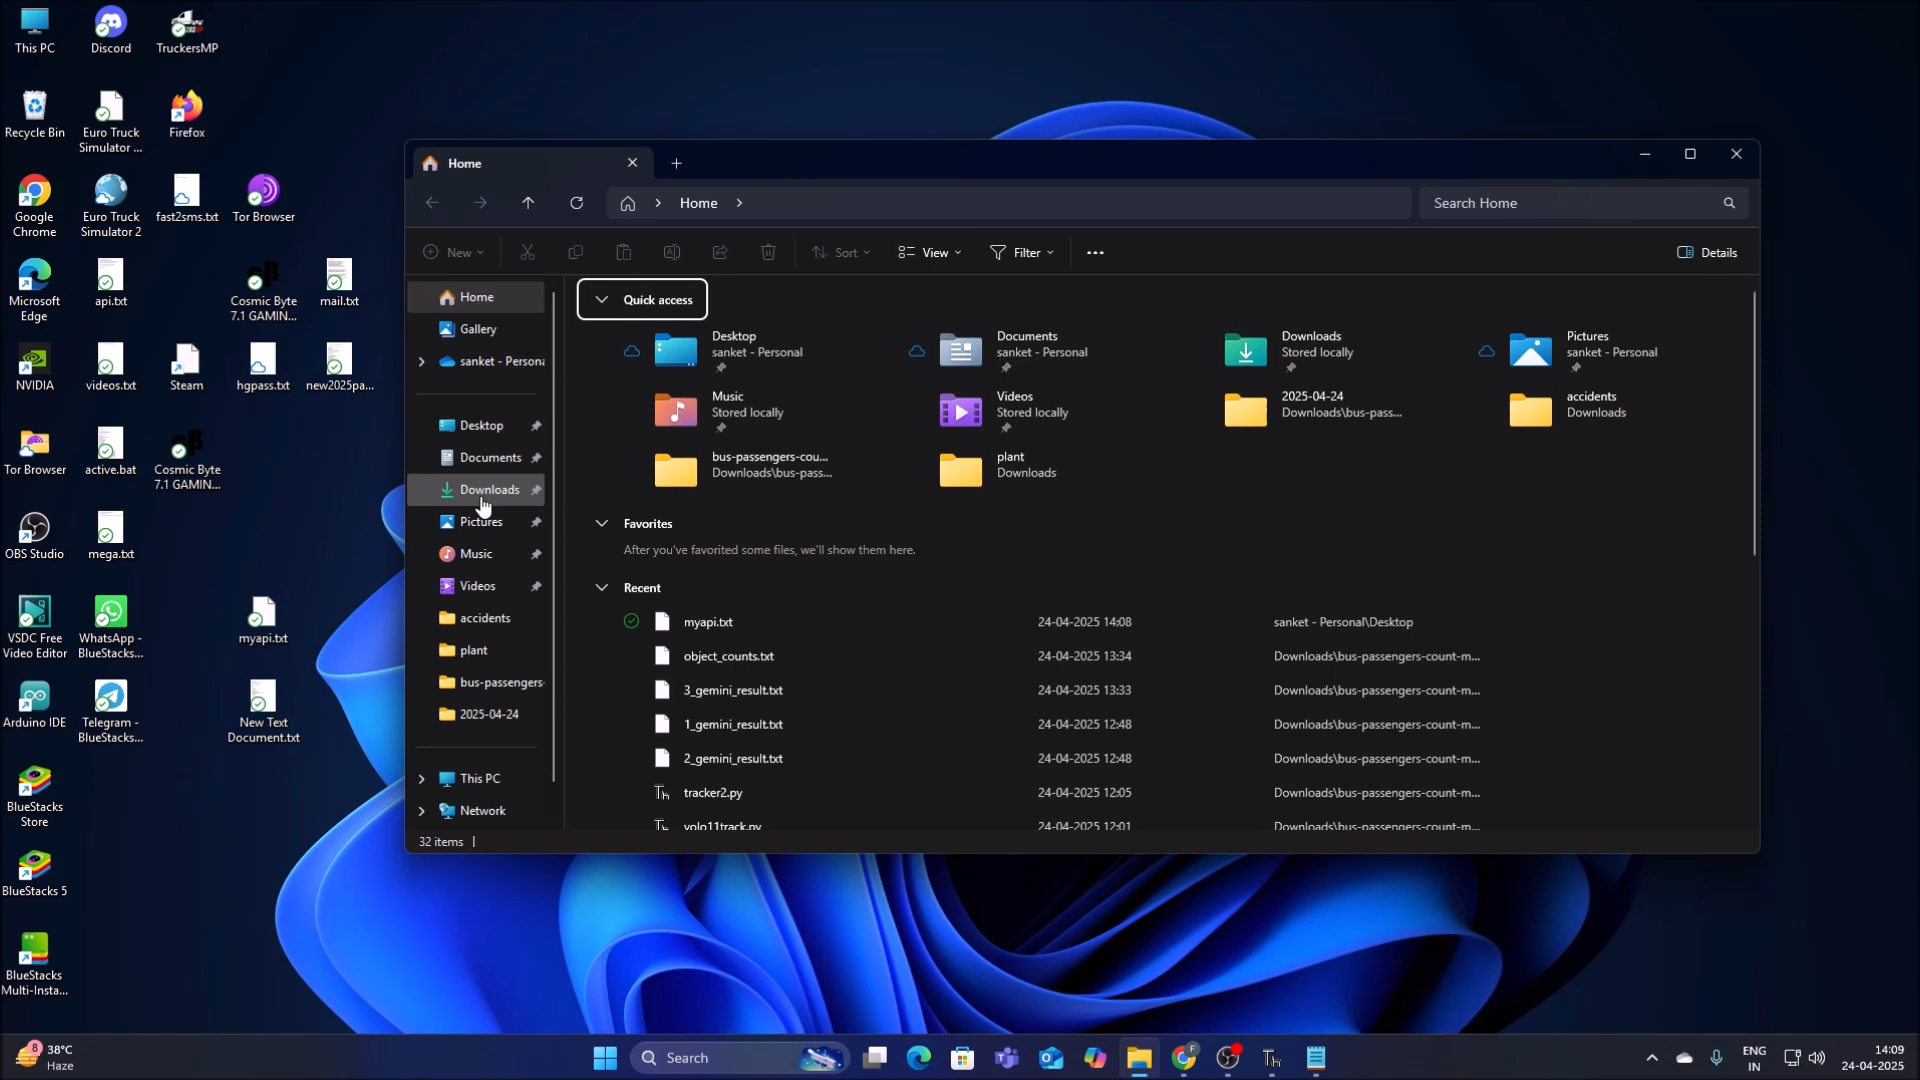 This PC
Discord
TruckersMP
Recycle Bin
Euro Truck
Simulator ...
Firefox
Google
Chrome
Euro Truck
Simulator 2
fast2sms.txt
Tor Browser
Microsoft
Edge
api.txt
Cosmic Byte
7.1 GAMIN...
mail.txt
NVIDIA
videos.txt
Steam
hgpass.txt
new2025pa...
Tor Browser
active.bat
Cosmic Byte
7.1 GAMIN...
OBS Studio
mega.txt
VSDC Free
Video Editor
WhatsApp -
BlueStacks...
myapi.txt
Arduino IDE
Telegram -
BlueStacks...
New Text
Document.txt
BlueStacks
Store
BlueStacks 5
BlueStacks
Multi-Insta...
Home
Home
Search Home
New
Sort
View
Filter
Details
Home
Gallery
sanket - Persona
Desktop
Documents
Downloads
Pictures
Music
Videos
accidents
plant
bus-passengers-
2025-04-24
This PC
Network
Quick access
Desktop
sanket - Personal
Documents
sanket - Personal
Downloads
Stored locally
Pictures
sanket - Personal
Music
Stored locally
Videos
Stored locally
2025-04-24
Downloads\bus-pass...
accidents
Downloads
bus-passengers-cou...
Downloads\bus-pass...
plant
Downloads
Favorites
After you've favorited some files, we'll show them here.
Recent
myapi.txt 24-04-2025 14:08 sanket - Personal\Desktop
object_counts.txt 24-04-2025 13:34 Downloads\bus-passengers-count-m...
3_gemini_result.txt 24-04-2025 13:33 Downloads\bus-passengers-count-m...
1_gemini_result.txt 24-04-2025 12:48 Downloads\bus-passengers-count-m...
2_gemini_result.txt 24-04-2025 12:48 Downloads\bus-passengers-count-m...
tracker2.py 24-04-2025 12:05 Downloads\bus-passengers-count-m...
yolo11track.py 24-04-2025 12:01 Downloads\bus-passengers-count-m...
32 items
8
38°C
Haze
Search
F
ENG
IN
14:09
24-04-2025